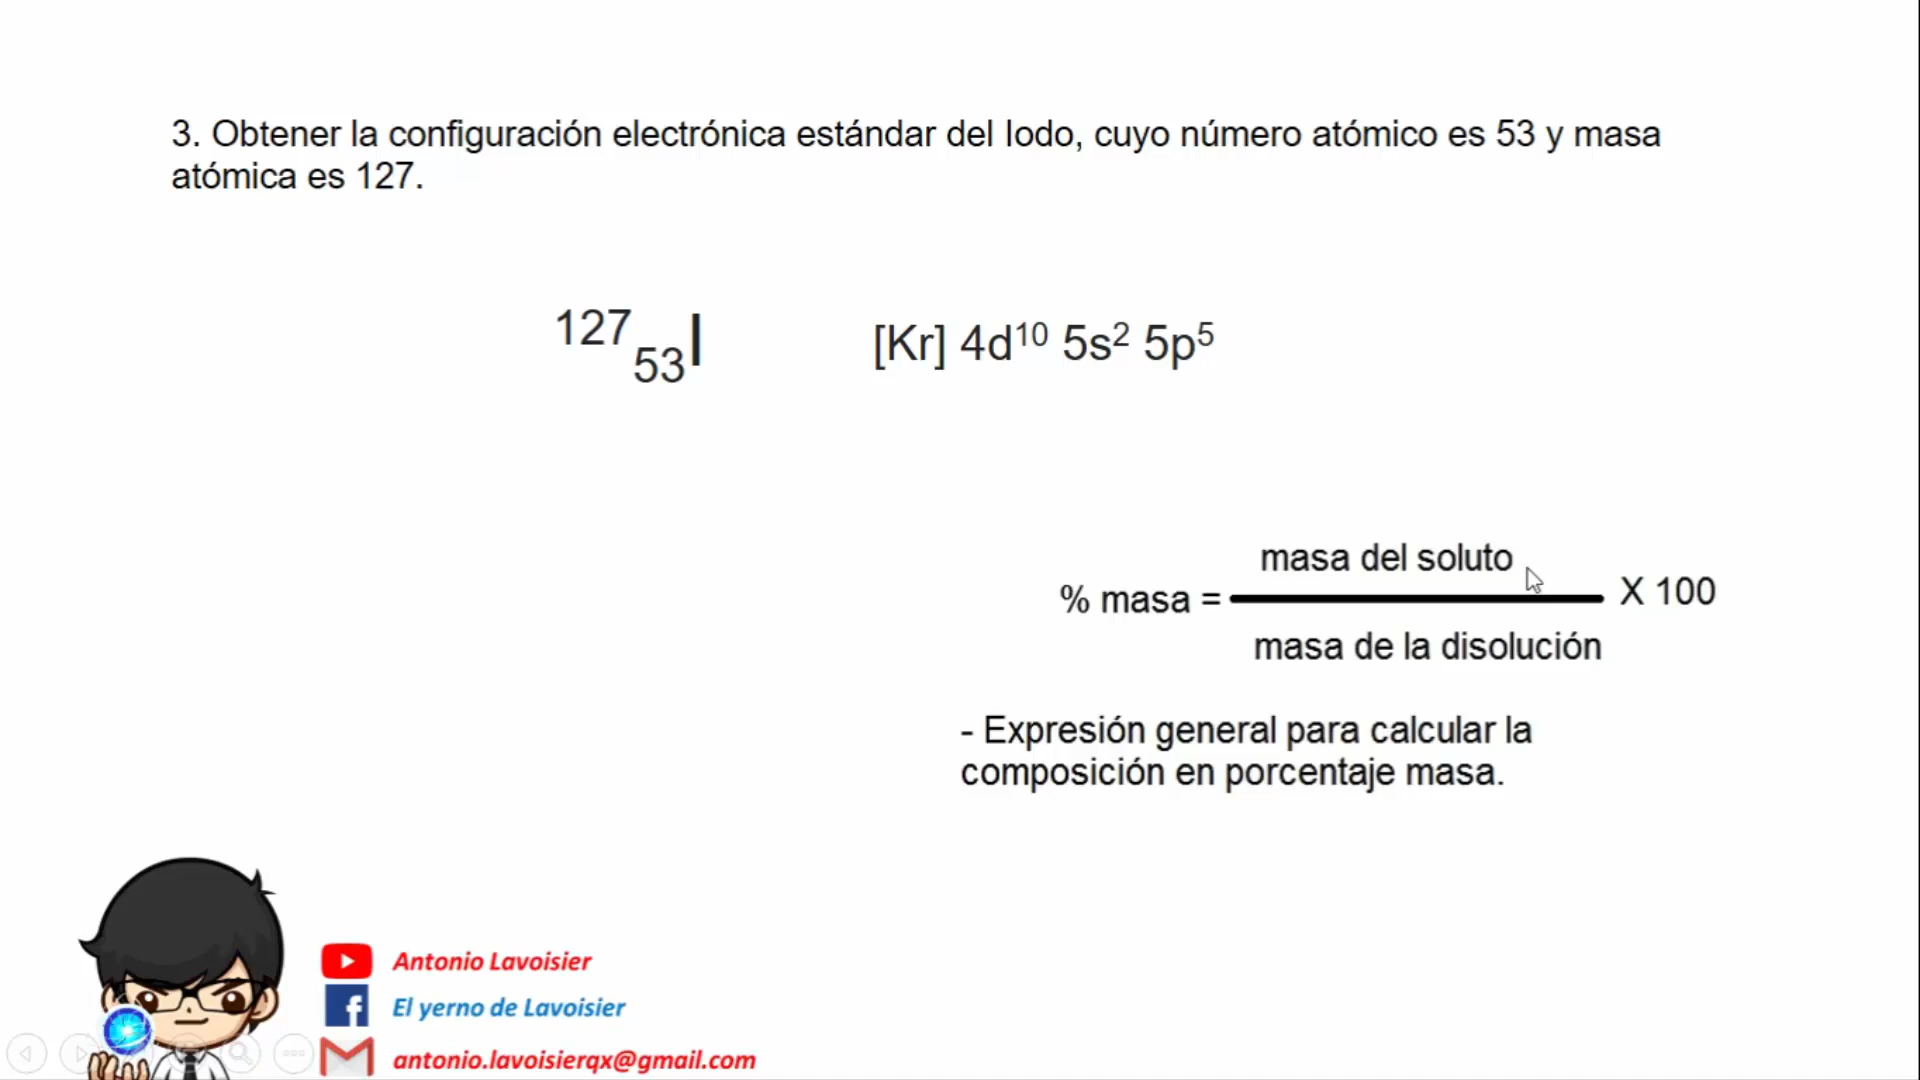 3. Obtener la configuración electrónica estándar del Iodo, cuyo número atómico es 53 y masa
atómica es 127.
¹²⁷₅₃I [Kr] 4d¹⁰ 5s² 5p⁵
masa del soluto
% masa = X 100
masa de la disolución
- Expresión general para calcular la
composición en porcentaje masa.
Antonio Lavoisier
El yerno de Lavoisier
antonio.lavoisierqx@gmail.com